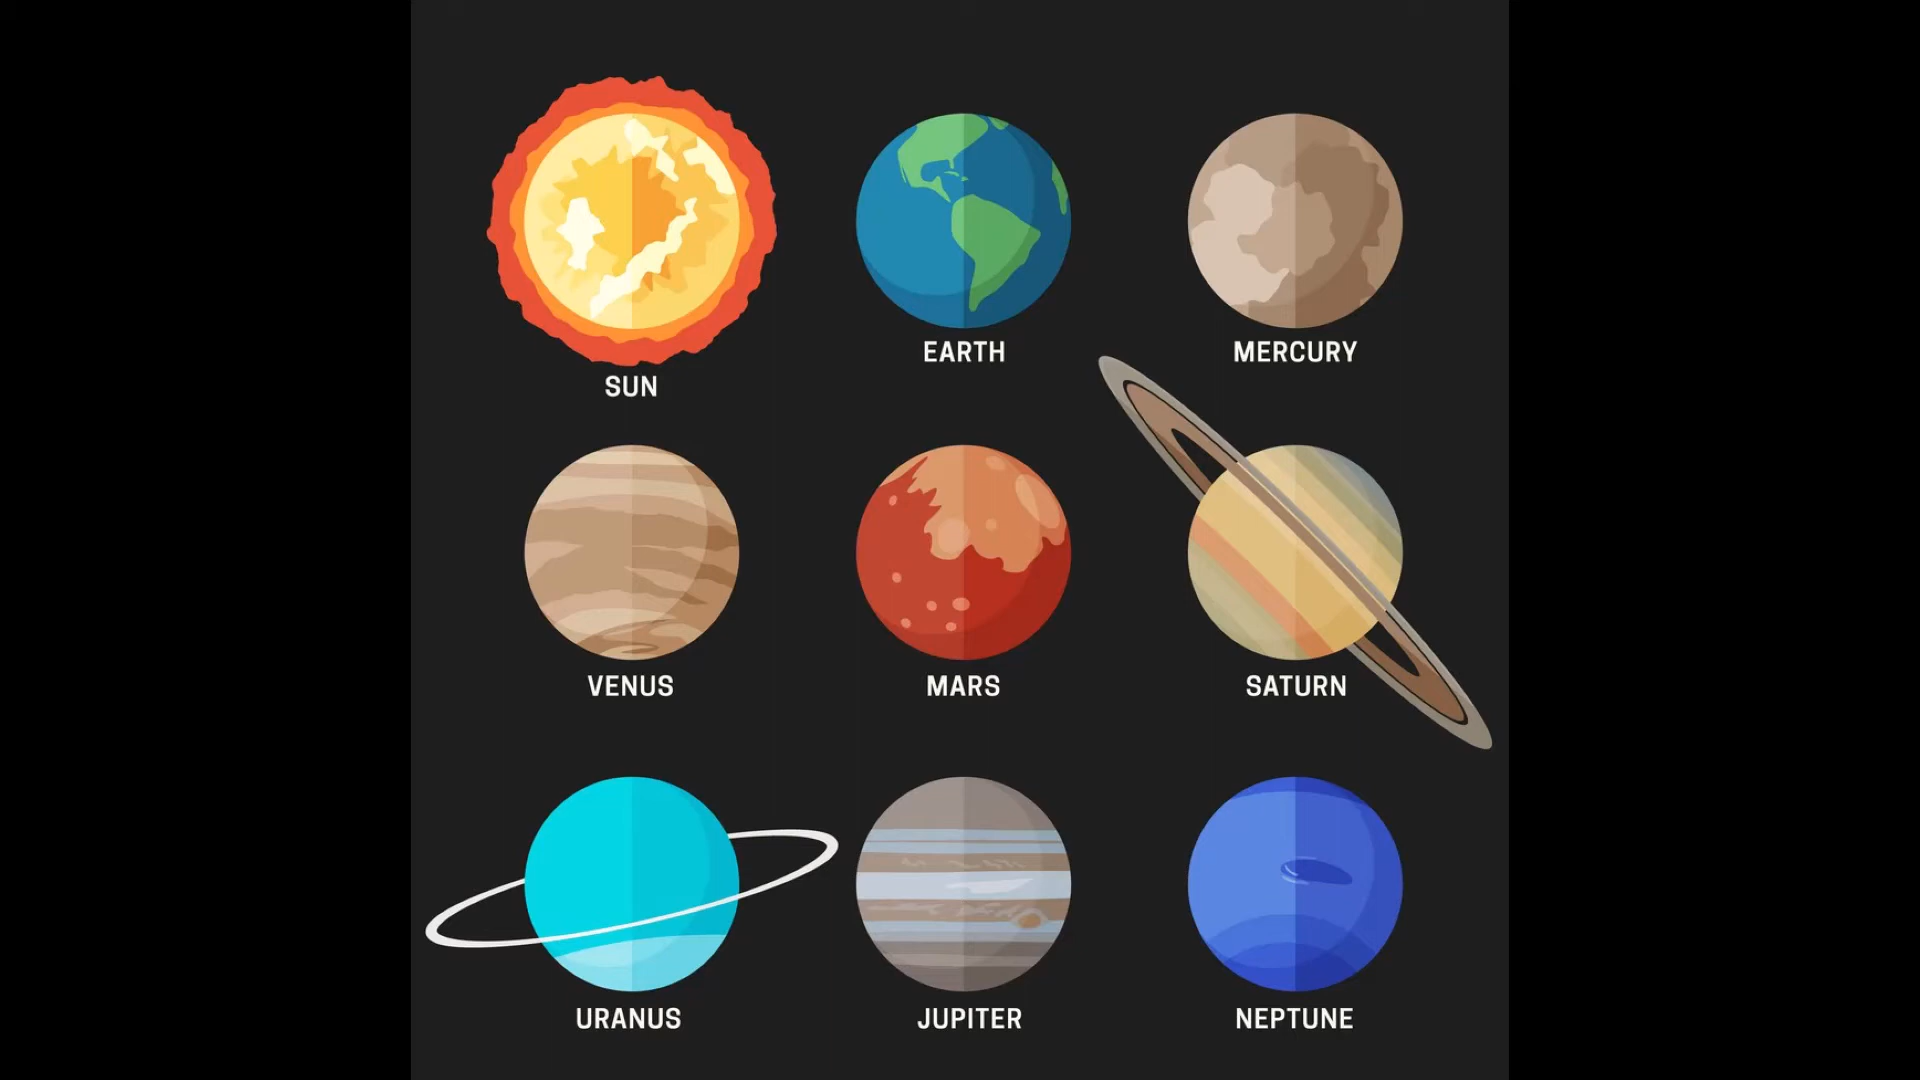 SUN
EARTH
MERCURY
VENUS
MARS
SATURN
URANUS
JUPITER
NEPTUNE